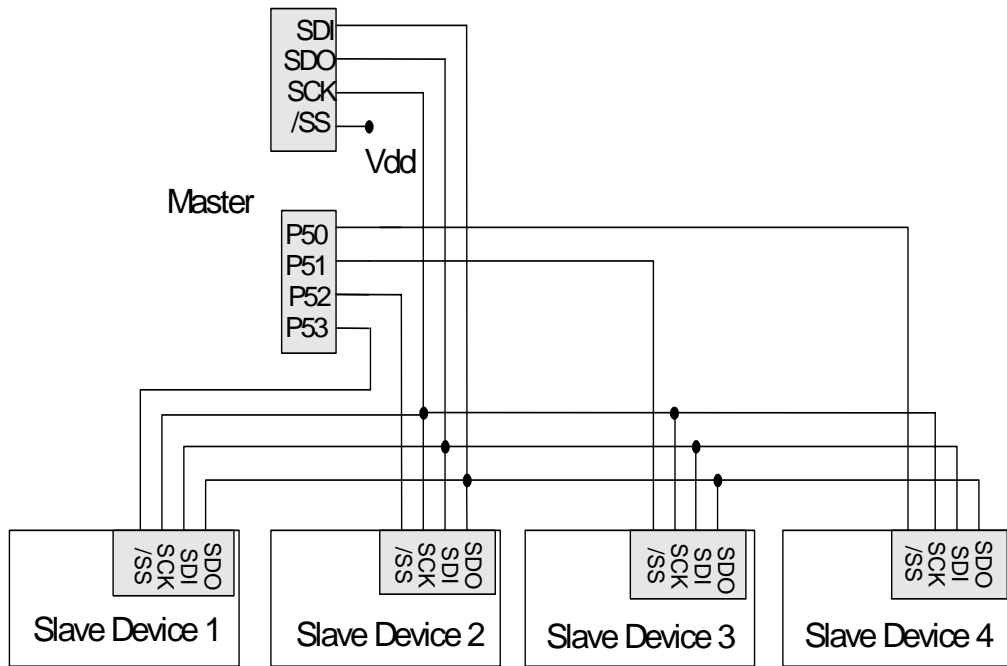 SDI
SDO
SCK
/SS
Vdd
Master
P50
P51
P52
P53
/SS
SCK
SDI
SDO
Slave Device 1
/SS
SCK
SDI
SDO
Slave Device 2
/SS
SCK
SDI
SDO
Slave Device 3
/SS
SCK
SDI
SDO
Slave Device 4